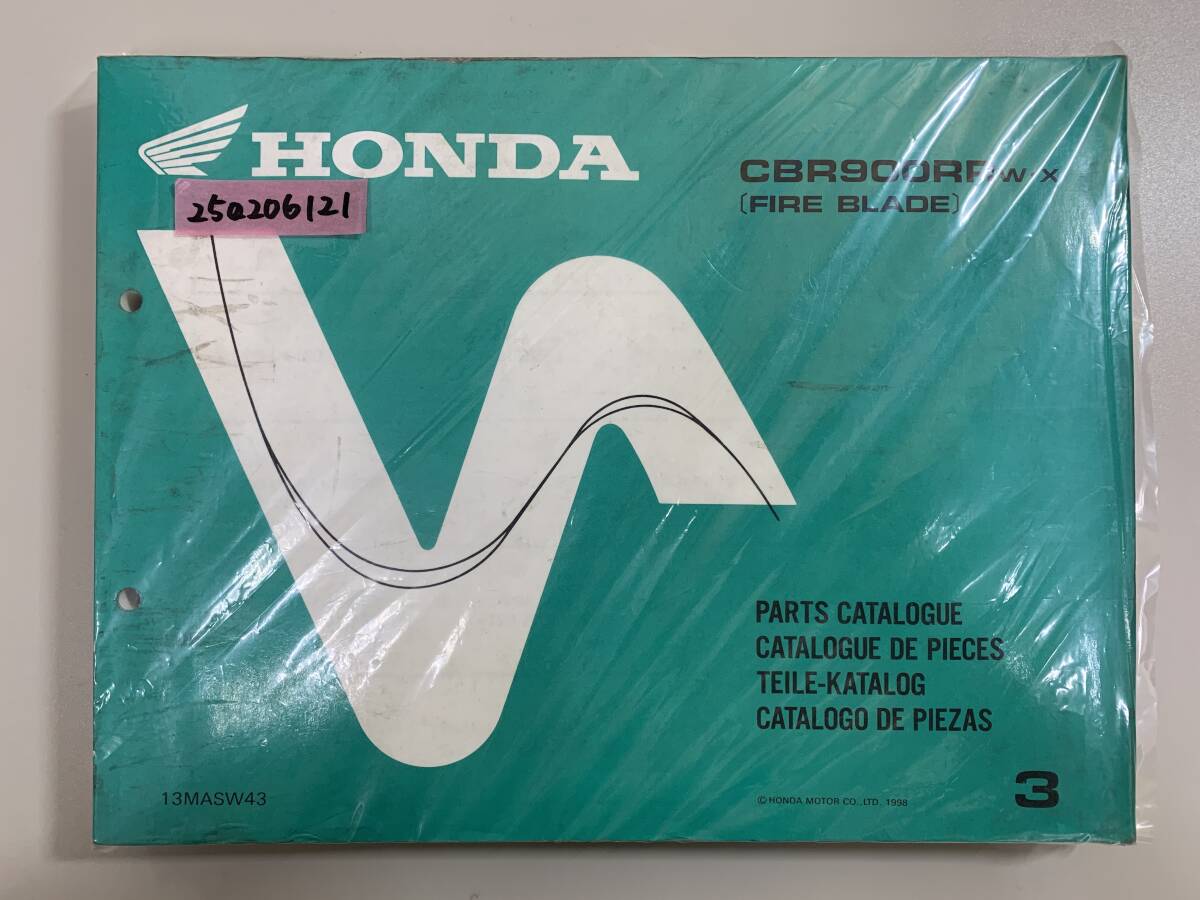 HONDA
CBR900RR W·X
(FIRE BLADE)
250206121
PARTS CATALOGUE
CATALOGUE DE PIECES
TEILE-KATALOG
CATALOGO DE PIEZAS
13MASW43
© HONDA MOTOR CO.,LTD. 1998
3